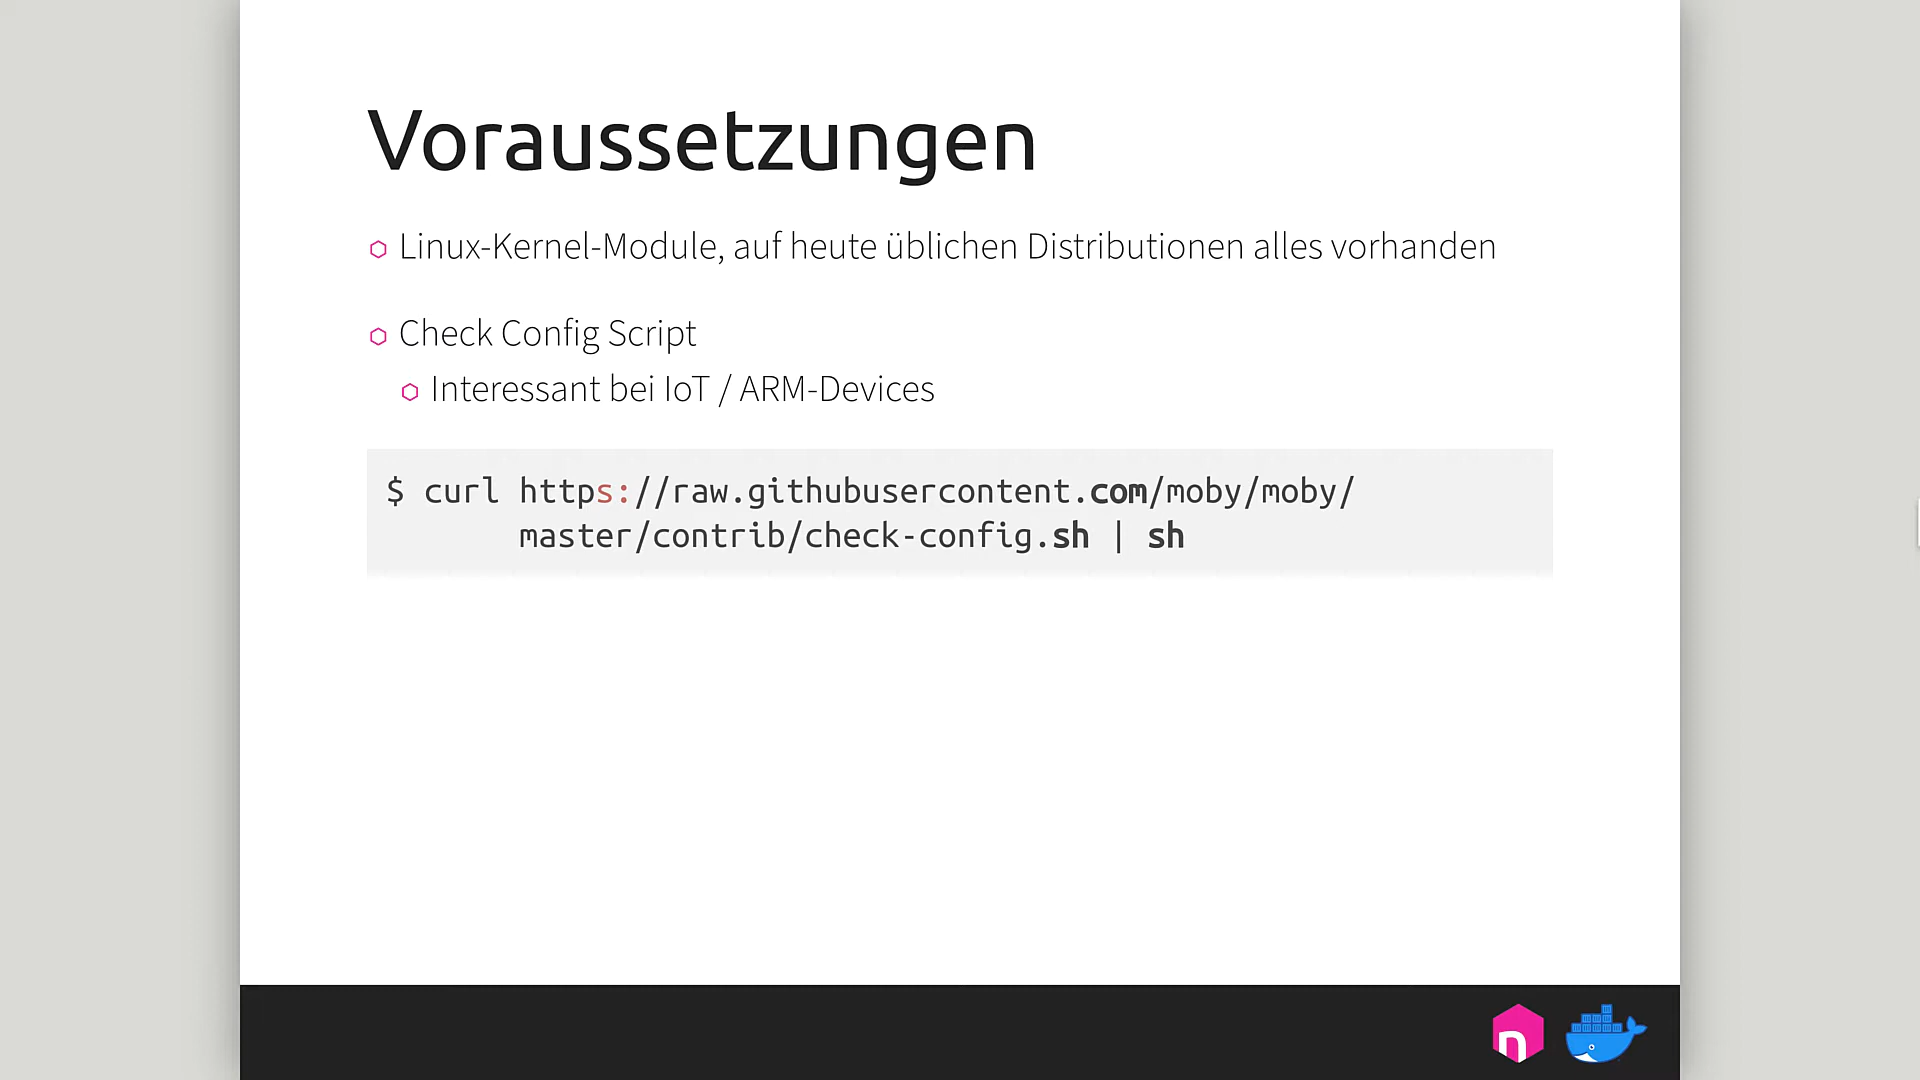 Voraussetzungen
Linux-Kernel-Module, auf heute üblichen Distributionen alles vorhanden
Check Config Script
Interessant bei IoT / ARM-Devices
$ curl https://raw.githubusercontent.com/moby/moby/
master/contrib/check-config.sh | sh
n